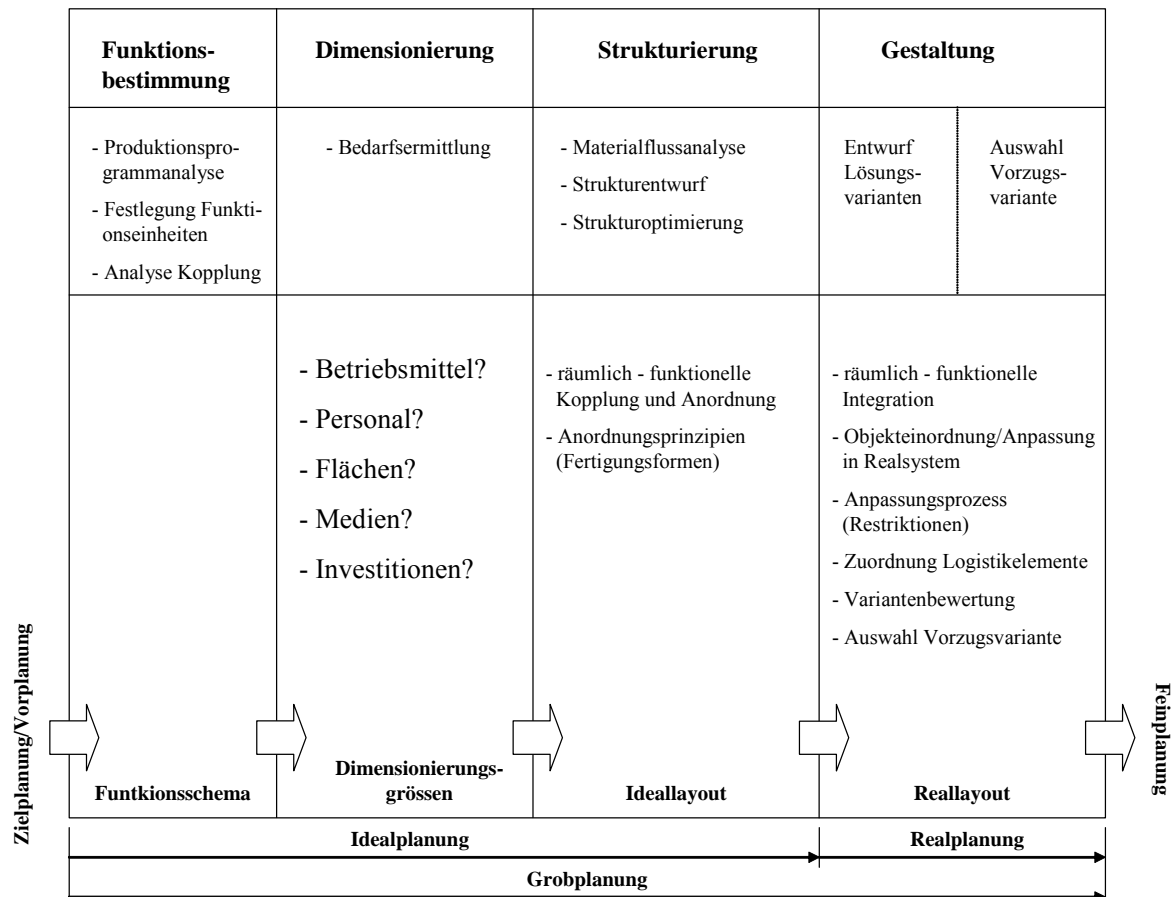 Funktions-
bestimmung
Dimensionierung
Strukturierung
Gestaltung
- Produktionspro-
grammanalyse
- Festlegung Funkti-
onseinheiten
- Analyse Kopplung
- Bedarfsermittlung
- Materialflussanalyse
- Strukturentwurf
- Strukturoptimierung
Entwurf
Lösungs-
varianten
Auswahl
Vorzugs-
variante
- Betriebsmittel?
- Personal?
- Flächen?
- Medien?
- Investitionen?
- räumlich - funktionelle
Kopplung und Anordnung
- Anordnungsprinzipien
(Fertigungsformen)
- räumlich - funktionelle
Integration
- Objekteinordnung/Anpassung
in Realsystem
- Anpassungsprozess
(Restriktionen)
- Zuordnung Logistikelemente
- Variantenbewertung
- Auswahl Vorzugsvariante
Zielplanung/Vorplanung
Funtkionsschema
Dimensionierungs-
grössen
Ideallayout
Reallayout
Feinplanung
Idealplanung
Realplanung
Grobplanung